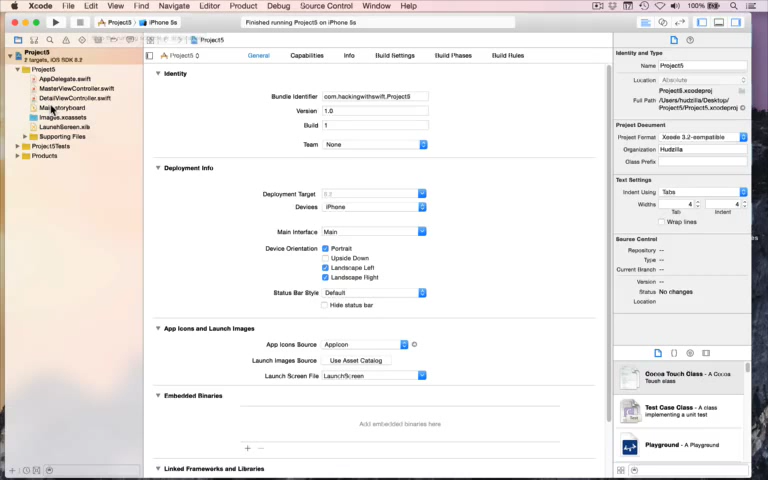 Xcode File Edit View Find Navigate Editor Product Debug Source Control Window Help 100%
Project5 iPhone 5s Finished running Project5 on iPhone 5s
Project5
2 targets, iOS SDK 8.2
Project5
AppDelegate.swift
MasterViewController.swift
DetailViewController.swift
Main.storyboard
Images.xcassets
LaunchScreen.xib
Supporting Files
Project5Tests
Products
Project5
Project5 General Capabilities Info Build Settings Build Phases Build Rules
Identity
Bundle Identifier com.hackingwithswift.Project5
Version 1.0
Build 1
Team None
Deployment Info
Deployment Target 8.2
Devices iPhone
Main Interface Main
Device Orientation Portrait
Upside Down
Landscape Left
Landscape Right
Status Bar Style Default
Hide status bar
App Icons and Launch Images
App Icons Source AppIcon
Launch Images Source Use Asset Catalog
Launch Screen File LaunchScreen
Embedded Binaries
Add embedded binaries here
Linked Frameworks and Libraries
Identity and Type
Name Project5
Location Absolute
Project5.xcodeproj
Full Path /Users/hudzilla/Desktop/
Project5/Project5.xcodeproj
Project Document
Project Format Xcode 3.2-compatible
Organization Hudzilla
Class Prefix
Text Settings
Indent Using Tabs
Widths 4 4
Tab Indent
Wrap lines
Source Control
Repository --
Type --
Current Branch --
Version --
Status No changes
Location
Cocoa Touch Class - A Cocoa
Touch class
Test Case Class - A class
implementing a unit test
Playground - A Playground